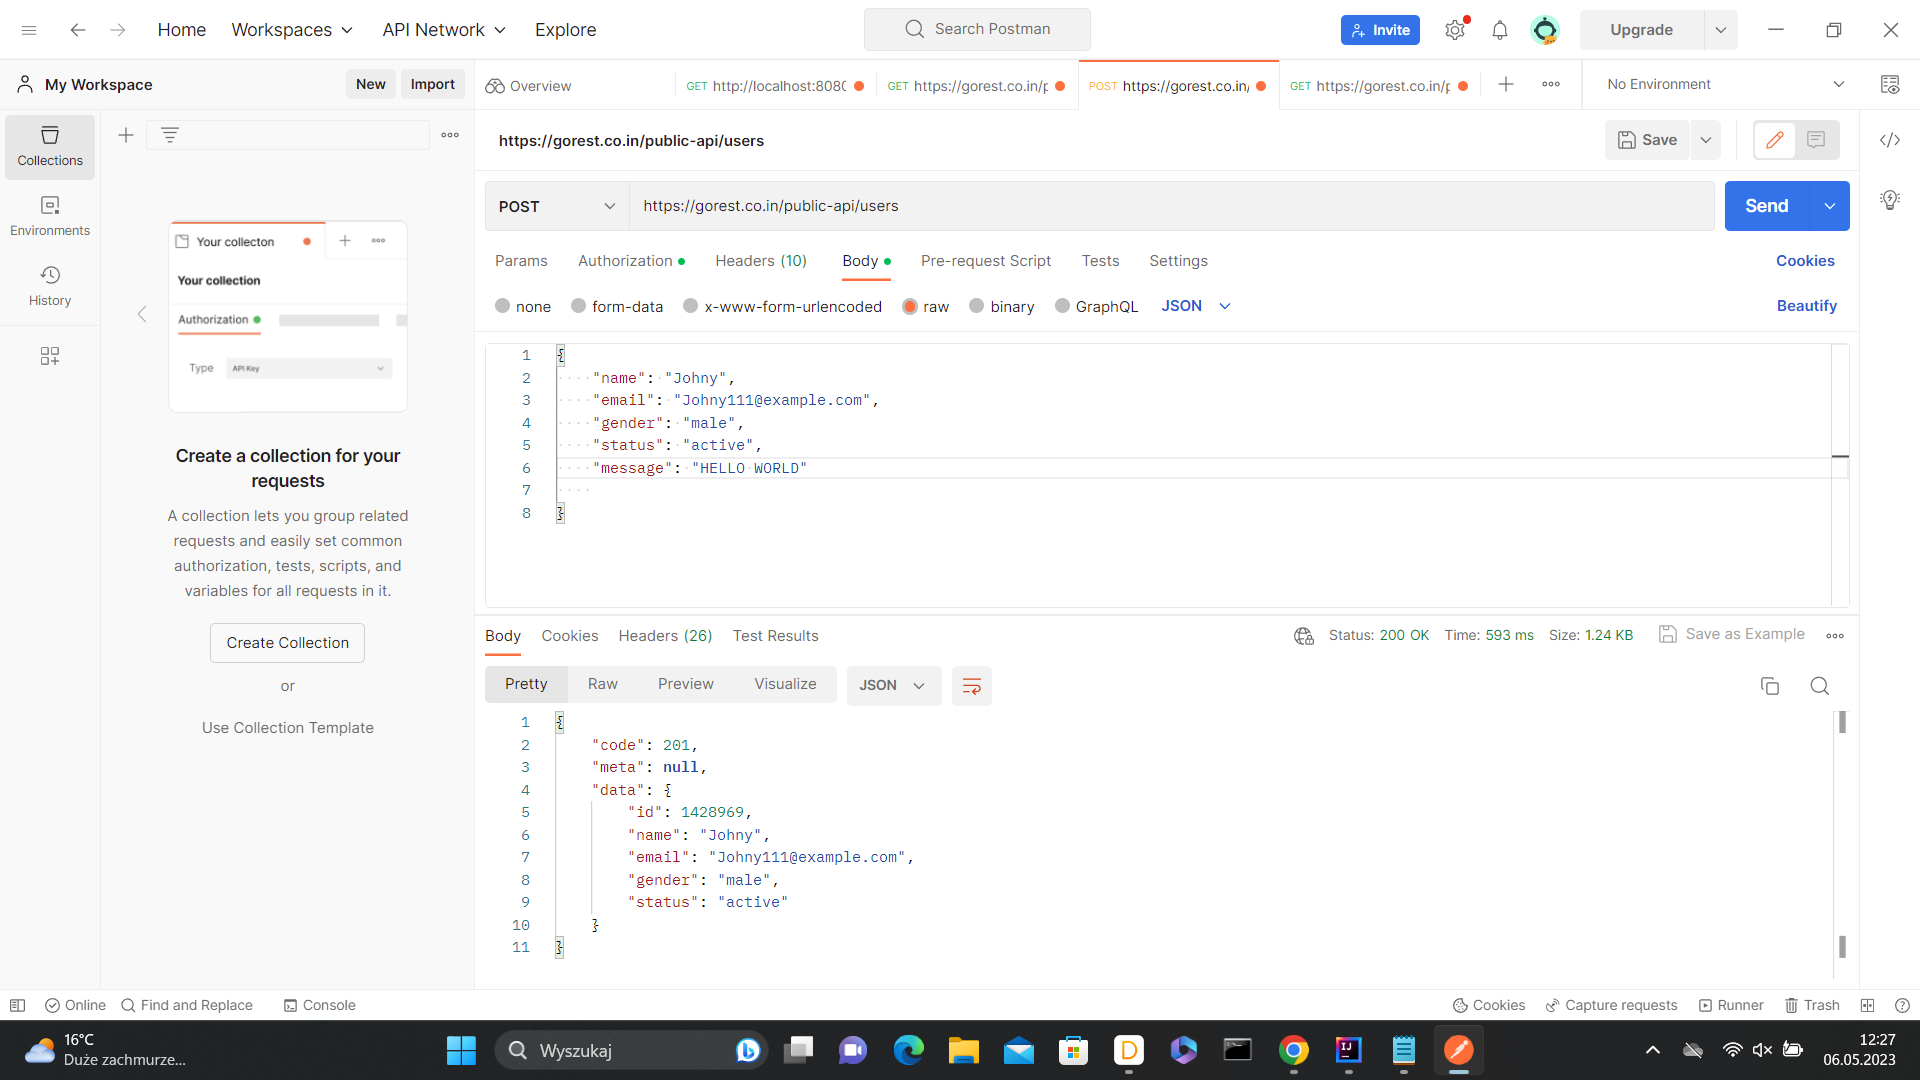 Home Workspaces API Network Explore Search Postman Invite Upgrade
My Workspace New Import Overview GET http://localhost:8080 GET https://gorest.co.in/p POST https://gorest.co.in/ GET https://gorest.co.in/p No Environment
Collections
Environments
History
Your collecton
Your collection
Authorization
Type API Key
Create a collection for your
requests
A collection lets you group related
requests and easily set common
authorization, tests, scripts, and
variables for all requests in it.
Create Collection
or
Use Collection Template
https://gorest.co.in/public-api/users Save
POST https://gorest.co.in/public-api/users Send
Params Authorization Headers (10) Body Pre-request Script Tests Settings Cookies
none form-data x-www-form-urlencoded raw binary GraphQL JSON Beautify
1 {
2 "name": "Johny",
3 "email": "Johny111@example.com",
4 "gender": "male",
5 "status": "active",
6 "message": "HELLO WORLD"
7
8 }
Body Cookies Headers (26) Test Results Status: 200 OK Time: 593 ms Size: 1.24 KB Save as Example
Pretty Raw Preview Visualize JSON
1 {
2 "code": 201,
3 "meta": null,
4 "data": {
5 "id": 1428969,
6 "name": "Johny",
7 "email": "Johny111@example.com",
8 "gender": "male",
9 "status": "active"
10 }
11 }
Online Find and Replace Console Cookies Capture requests Runner Trash
16°C
Duże zachmurze...
Wyszukaj
12:27
06.05.2023